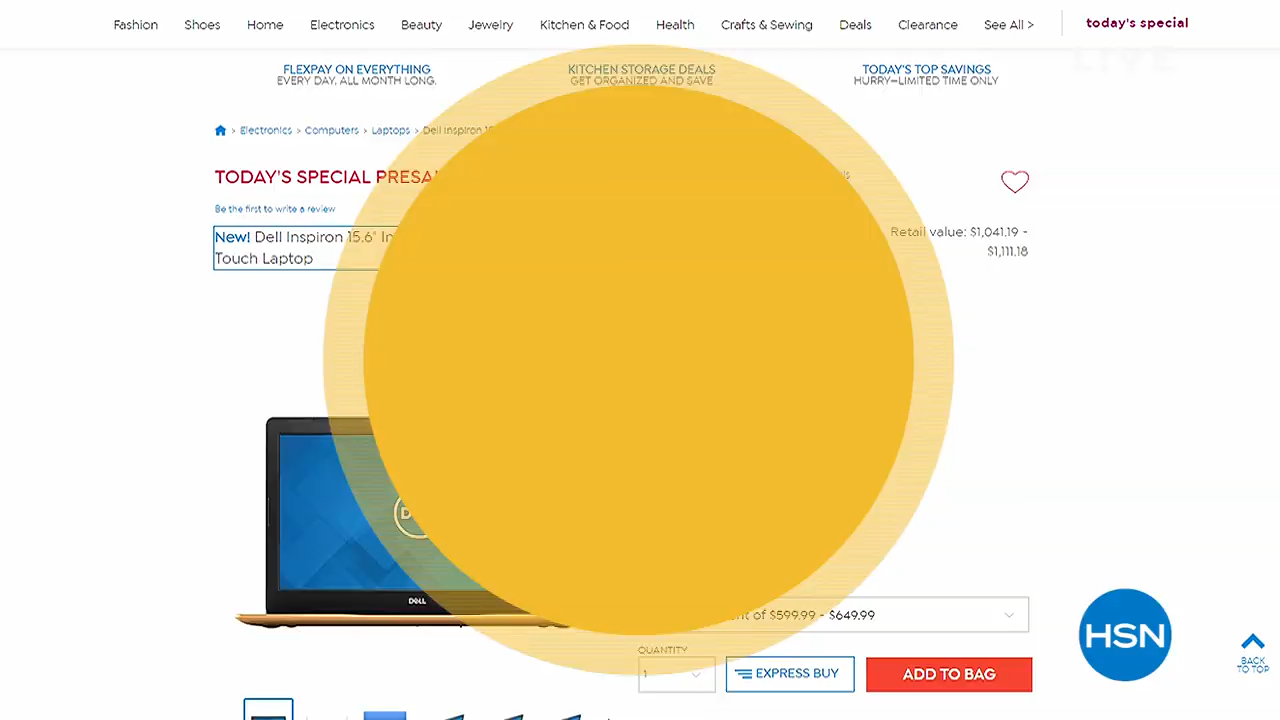 Fashion Shoes Home Electronics Beauty Jewelry Kitchen & Food Health Crafts & Sewing Deals Clearance See All > today's special
LIVE
FLEXPAY ON EVERYTHING KITCHEN STORAGE DEALS TODAY'S TOP SAVINGS
EVERY DAY, ALL MONTH LONG. GET ORGANIZED AND SAVE HURRY—LIMITED TIME ONLY
> Electronics > Computers > Laptops > Dell Inspiron
TODAY'S SPECIAL
Be the first to write a review
New! Dell Inspiron 15.6"
Touch Laptop
Retail value: $1,041.19 -
$1,111.18
DELL
of $599.99 - $649.99
QUANTITY
1
EXPRESS BUY
ADD TO BAG
HSN
BACK
TO TOP